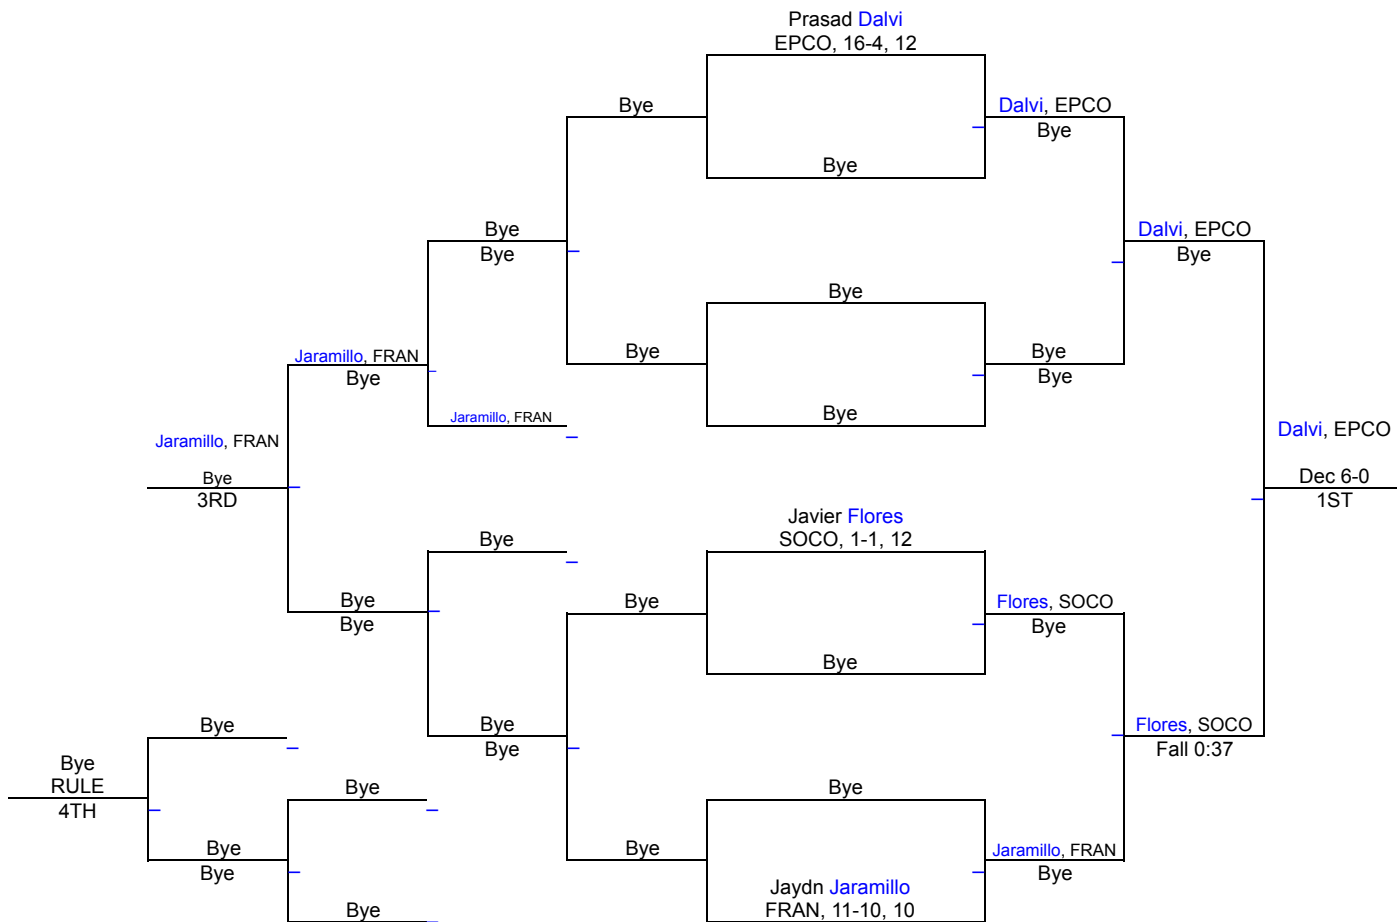 Prasad Dalvi
EPCO, 16-4, 12
Bye
Dalvi, EPCO
Bye
Bye
Bye
Bye
Dalvi, EPCO
Bye
Bye
Jaramillo, FRAN
Bye
Bye
Bye
Bye
Bye
Jaramillo, FRAN
Jaramillo, FRAN
Bye
3RD
Dalvi, EPCO
Dec 6-0
1ST
Javier Flores
SOCO, 1-1, 12
Bye
Bye
Bye
Bye
Flores, SOCO
Bye
Bye
Bye
Bye
Bye
Flores, SOCO
Fall 0:37
Bye
RULE
4TH
Bye
Bye
Bye
Bye
Bye
Bye
Jaramillo, FRAN
Bye
Jaydn Jaramillo
FRAN, 11-10, 10
Bye